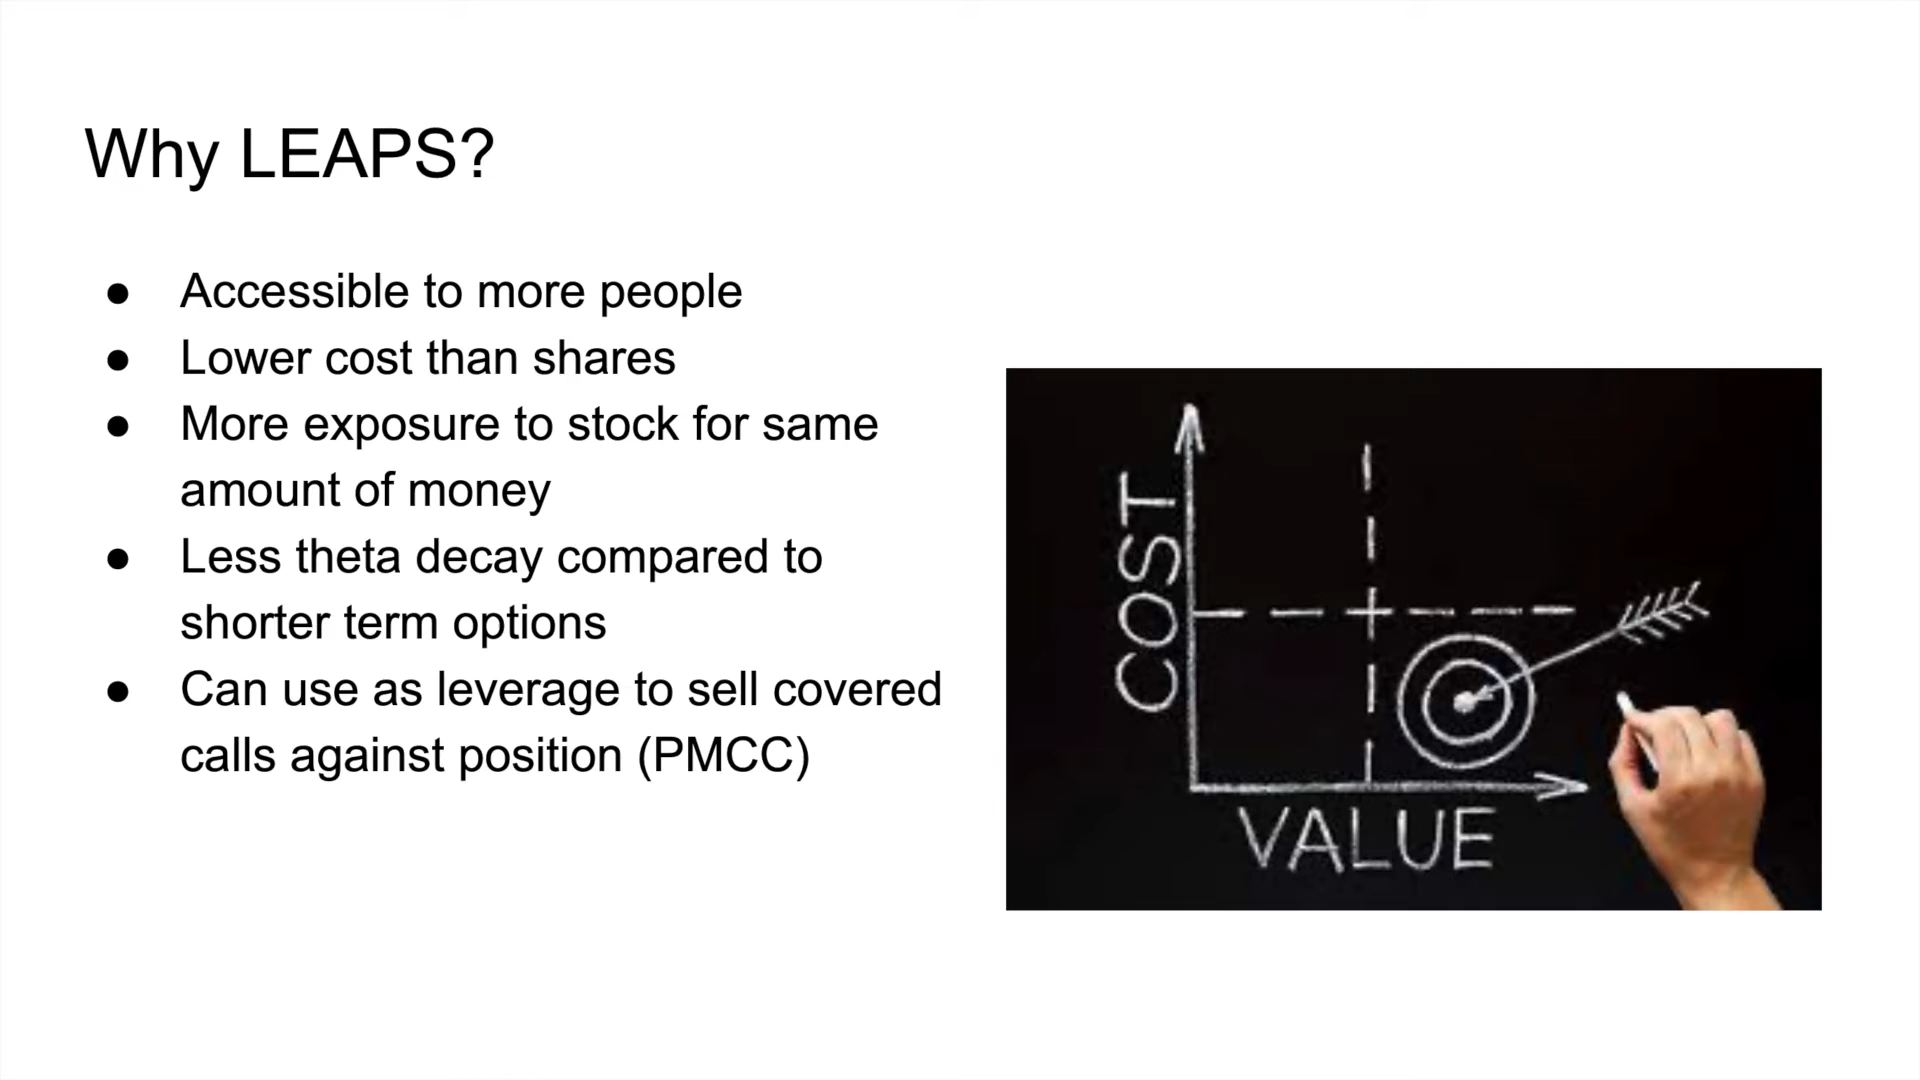 Why LEAPS?
● Accessible to more people
● Lower cost than shares
● More exposure to stock for same
amount of money
● Less theta decay compared to
shorter term options
● Can use as leverage to sell covered
calls against position (PMCC)
COST
VALUE